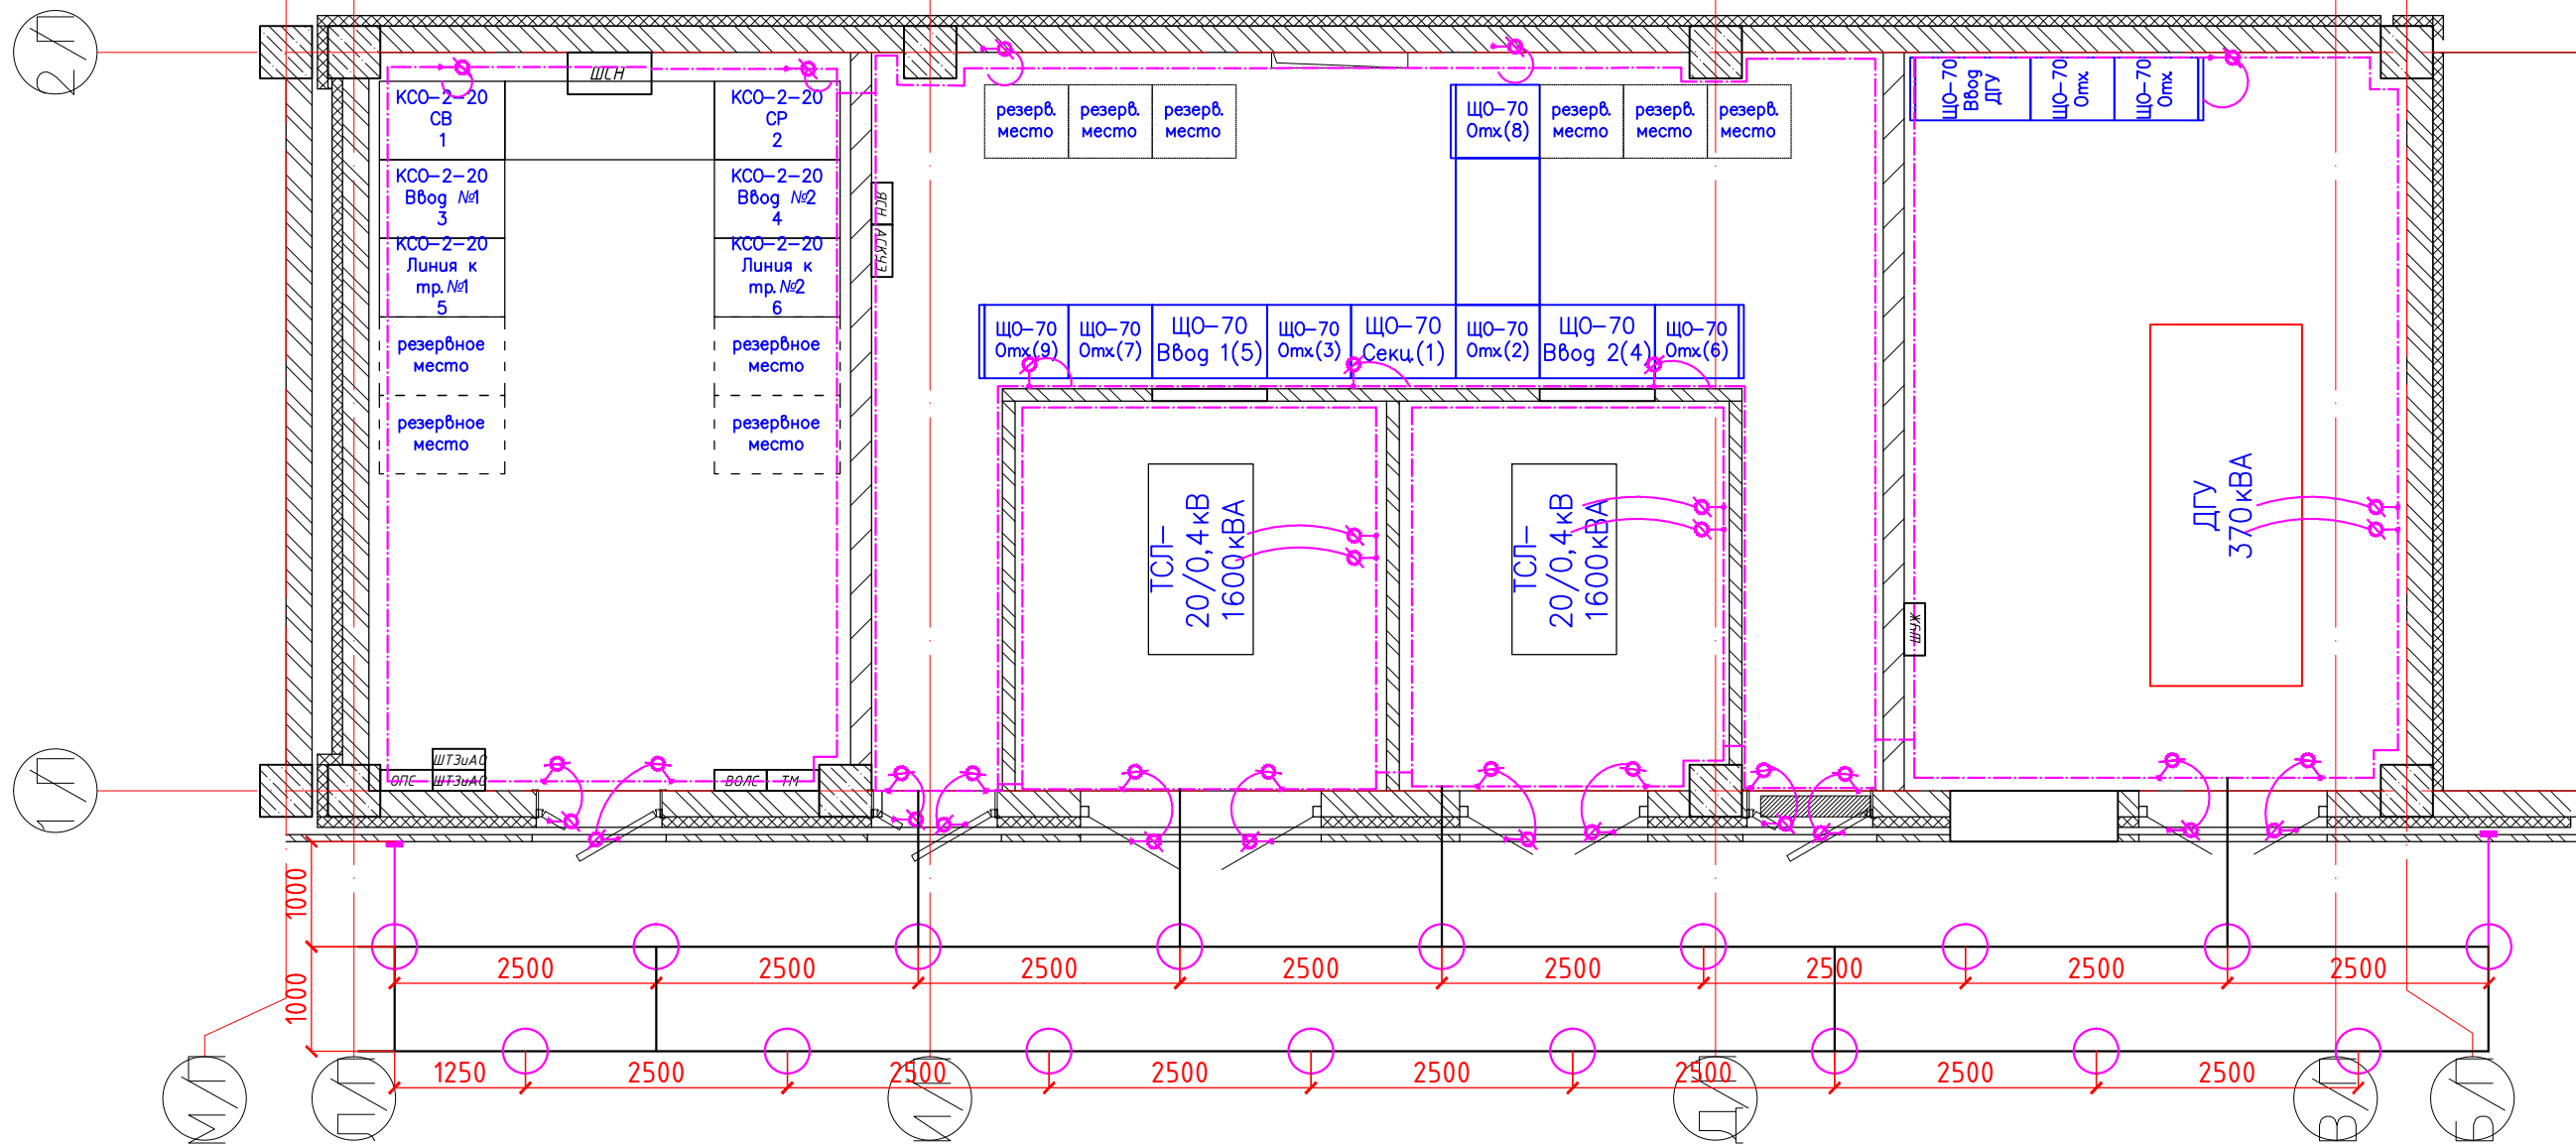 2/П
ШСН
КСО-2-20
СВ
1
КСО-2-20
СР
2
КСО-2-20
Ввод №1
3
КСО-2-20
Ввод №2
4
КСО-2-20
Линия к
тр.№1
5
КСО-2-20
Линия к
тр.№2
6
резервное
место
резервное
место
резервное
место
резервное
место
ЯСН
АСКУЭ
резерв.
место
резерв.
место
резерв.
место
ЩО-70
Отх.(8)
резерв.
место
резерв.
место
резерв.
место
ЩО-70
Ввод
ДГУ
ЩО-70
Отх.
ЩО-70
Отх.
ЩО-70
Отх.(9)
ЩО-70
Отх.(7)
ЩО-70
Ввод 1(5)
ЩО-70
Отх.(3)
ЩО-70
Секц.(1)
ЩО-70
Отх.(2)
ЩО-70
Ввод 2(4)
ЩО-70
Отх.(6)
ТСЛ-
20/0,4кВ
1600кВА
ТСЛ-
20/0,4кВ
1600кВА
ДГУ
370кВА
1/П
ШТЗиАО
ОПС
ШТЗиАО
ВОЛС
ТМ
1000
1000
2500
2500
2500
2500
2500
2500
2500
2500
1250
2500
2500
2500
2500
2500
2500
2500
М/П
Л/П
И/П
Д/П
В/П
Б/П